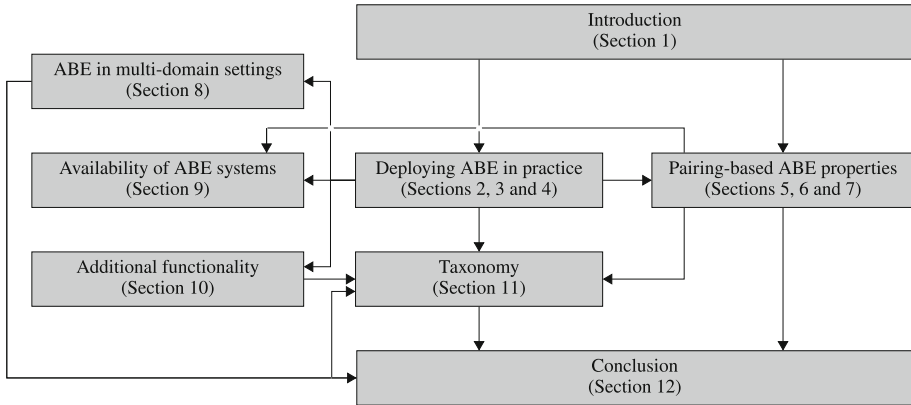 Introduction
(Section 1)
ABE in multi-domain settings
(Section 8)
Availability of ABE systems
(Section 9)
Deploying ABE in practice
(Sections 2, 3 and 4)
Pairing-based ABE properties
(Sections 5, 6 and 7)
Additional functionality
(Section 10)
Taxonomy
(Section 11)
Conclusion
(Section 12)